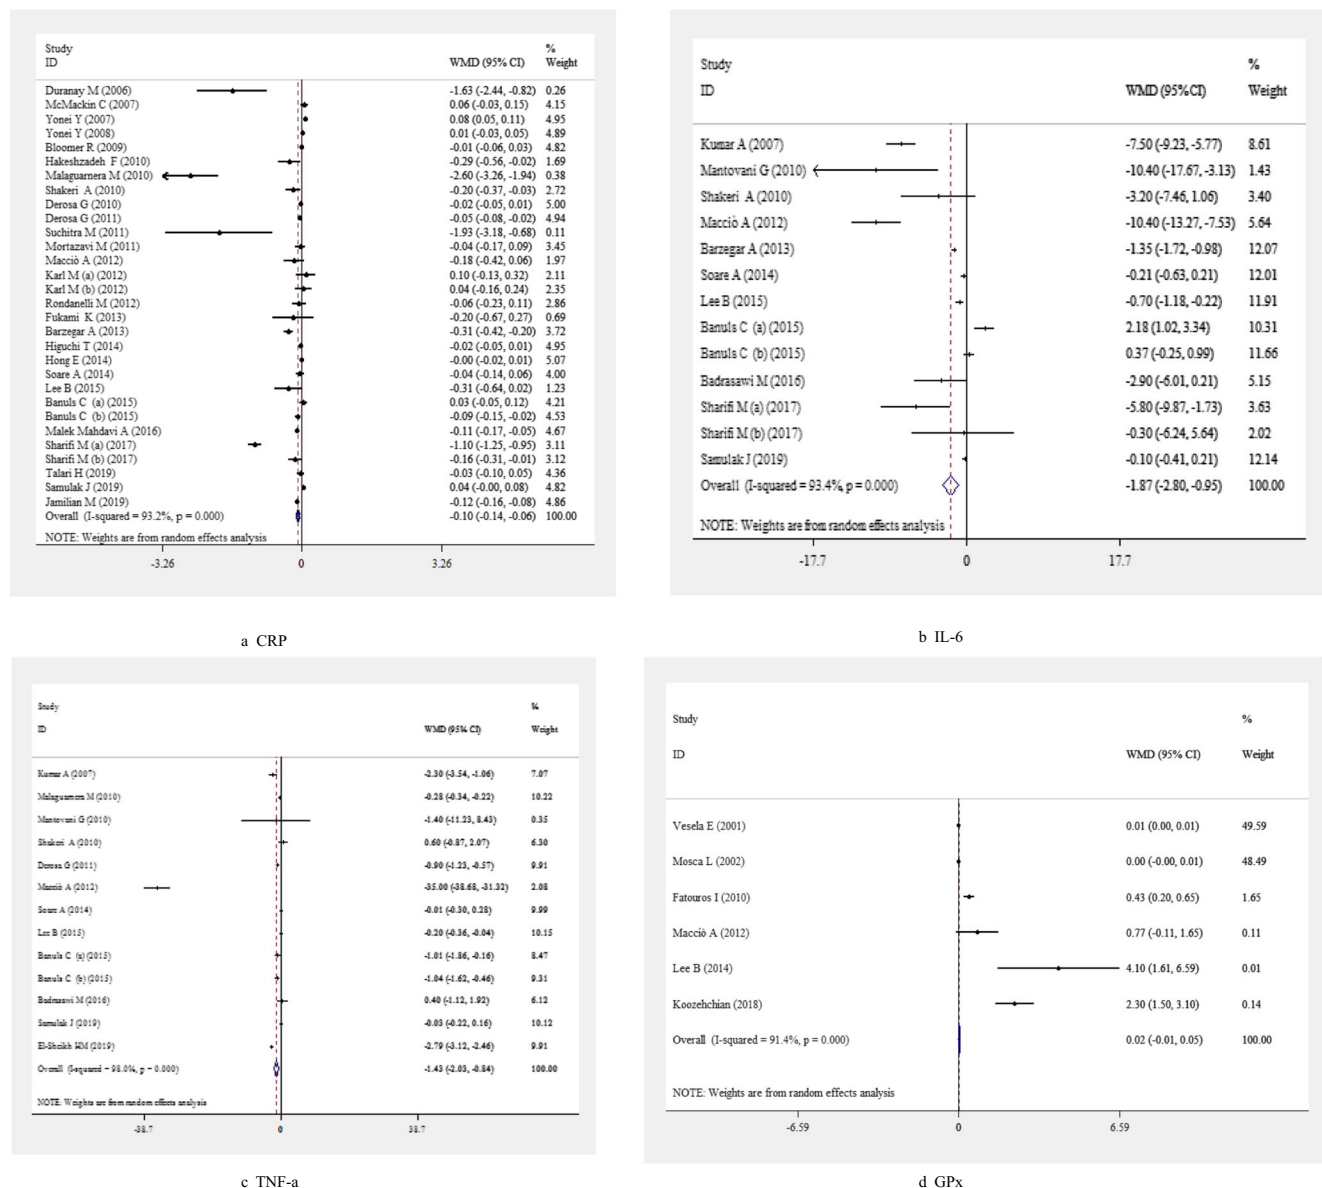 Study %
ID WMD (95% CI) Weight
Duranay M (2006) -1.63 (-2.44, -0.82) 0.26
McMackin C (2007) 0.06 (-0.03, 0.15) 4.15
Yonei Y (2007) 0.08 (0.05, 0.11) 4.95
Yonei Y (2008) 0.01 (-0.03, 0.05) 4.89
Bloomer R (2009) -0.01 (-0.06, 0.03) 4.82
Hakeshzadeh F (2010) -0.29 (-0.56, -0.02) 1.69
Malaguarnera M (2010) -2.60 (-3.26, -1.94) 0.38
Shakeri A (2010) -0.20 (-0.37, -0.03) 2.72
Derosa G (2010) -0.02 (-0.05, 0.01) 5.00
Derosa G (2011) -0.05 (-0.08, -0.02) 4.94
Suchitra M (2011) -1.93 (-3.18, -0.68) 0.11
Mortazavi M (2011) -0.04 (-0.17, 0.09) 3.45
Macciò A (2012) -0.18 (-0.42, 0.06) 1.97
Karl M (a) (2012) 0.10 (-0.13, 0.32) 2.11
Karl M (b) (2012) 0.04 (-0.16, 0.24) 2.35
Rondanelli M (2012) -0.06 (-0.23, 0.11) 2.86
Fukami K (2013) -0.20 (-0.67, 0.27) 0.69
Barzegar A (2013) -0.31 (-0.42, -0.20) 3.72
Higuchi T (2014) -0.02 (-0.05, 0.01) 4.95
Hong E (2014) -0.00 (-0.02, 0.01) 5.07
Soare A (2014) -0.04 (-0.14, 0.06) 4.00
Lee B (2015) -0.31 (-0.64, 0.02) 1.23
Banuls C (a) (2015) 0.03 (-0.05, 0.12) 4.21
Banuls C (b) (2015) -0.09 (-0.15, -0.02) 4.53
Malek Mahdavi A (2016) -0.11 (-0.17, -0.05) 4.67
Sharifi M (a) (2017) -1.10 (-1.25, -0.95) 3.11
Sharifi M (b) (2017) -0.16 (-0.31, -0.01) 3.12
Talari H (2019) -0.03 (-0.10, 0.05) 4.36
Samulak J (2019) 0.04 (-0.00, 0.08) 4.82
Jamilian M (2019) -0.12 (-0.16, -0.08) 4.86
Overall (I-squared = 93.2%, p = 0.000) -0.10 (-0.14, -0.06) 100.00
NOTE: Weights are from random effects analysis
-3.26 0 3.26
a CRP
Study %
ID WMD (95%CI) Weight
Kumar A (2007) -7.50 (-9.23, -5.77) 8.61
Mantovani G (2010) -10.40 (-17.67, -3.13) 1.43
Shakeri A (2010) -3.20 (-7.46, 1.06) 3.40
Macciò A (2012) -10.40 (-13.27, -7.53) 5.64
Barzegar A (2013) -1.35 (-1.72, -0.98) 12.07
Soare A (2014) -0.21 (-0.63, 0.21) 12.01
Lee B (2015) -0.70 (-1.18, -0.22) 11.91
Banuls C (a) (2015) 2.18 (1.02, 3.34) 10.31
Banuls C (b) (2015) 0.37 (-0.25, 0.99) 11.66
Badrasawi M (2016) -2.90 (-6.01, 0.21) 5.15
Sharifi M (a) (2017) -5.80 (-9.87, -1.73) 3.63
Sharifi M (b) (2017) -0.30 (-6.24, 5.64) 2.02
Samulak J (2019) -0.10 (-0.41, 0.21) 12.14
Overall (I-squared = 93.4%, p = 0.000) -1.87 (-2.80, -0.95) 100.00
NOTE: Weights are from random effects analysis
-17.7 0 17.7
b IL-6
Study %
ID WMD (95% CI) Weight
Kumar A (2007) -2.30 (-3.54, -1.06) 7.07
Malaguarnera M (2010) -0.28 (-0.34, -0.22) 10.22
Mantovani G (2010) -1.40 (-11.23, 8.43) 0.35
Shakeri A (2010) 0.60 (-0.87, 2.07) 6.30
Derosa G (2011) -0.90 (-1.23, -0.57) 9.91
Macciò A (2012) -35.00 (-38.68, -31.32) 2.08
Soare A (2014) -0.01 (-0.30, 0.28) 9.99
Lee B (2015) -0.20 (-0.36, -0.04) 10.15
Banuls C (a) (2015) -1.01 (-1.86, -0.16) 8.47
Banuls C (b) (2015) -1.04 (-1.62, -0.46) 9.31
Badrasawi M (2016) 0.40 (-1.12, 1.92) 6.12
Samulak J (2019) -0.03 (-0.22, 0.16) 10.12
El-Sheikh HM (2019) -2.79 (-3.12, -2.46) 9.91
Overall (I-squared = 98.0%, p = 0.000) -1.43 (-2.03, -0.84) 100.00
NOTE: Weights are from random effects analysis
-38.7 0 38.7
c TNF-a
Study %
ID WMD (95% CI) Weight
Vesela E (2001) 0.01 (0.00, 0.01) 49.59
Mosca L (2002) 0.00 (-0.00, 0.01) 48.49
Fatouros I (2010) 0.43 (0.20, 0.65) 1.65
Macciò A (2012) 0.77 (-0.11, 1.65) 0.11
Lee B (2014) 4.10 (1.61, 6.59) 0.01
Koozehchian (2018) 2.30 (1.50, 3.10) 0.14
Overall (I-squared = 91.4%, p = 0.000) 0.02 (-0.01, 0.05) 100.00
NOTE: Weights are from random effects analysis
-6.59 0 6.59
d GPx